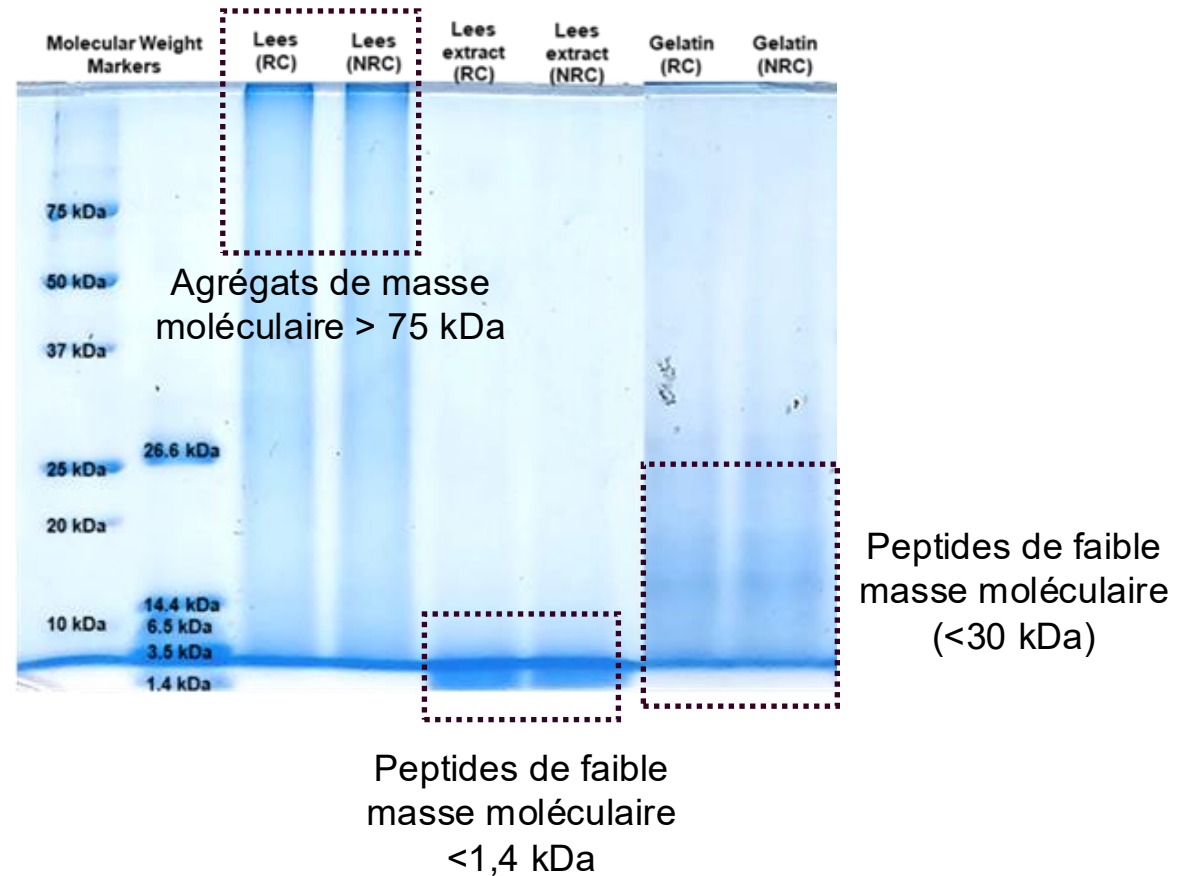 Molecular Weight
Markers
Lees
(RC)
Lees
(NRC)
Lees
extract
(RC)
Lees
extract
(NRC)
Gelatin
(RC)
Gelatin
(NRC)
75 kDa
50 kDa
37 kDa
25 kDa
20 kDa
10 kDa
26.6 kDa
14.4 kDa
6.5 kDa
3.5 kDa
1.4 kDa
Agrégats de masse
moléculaire > 75 kDa
Peptides de faible
masse moléculaire
(<30 kDa)
Peptides de faible
masse moléculaire
<1,4 kDa